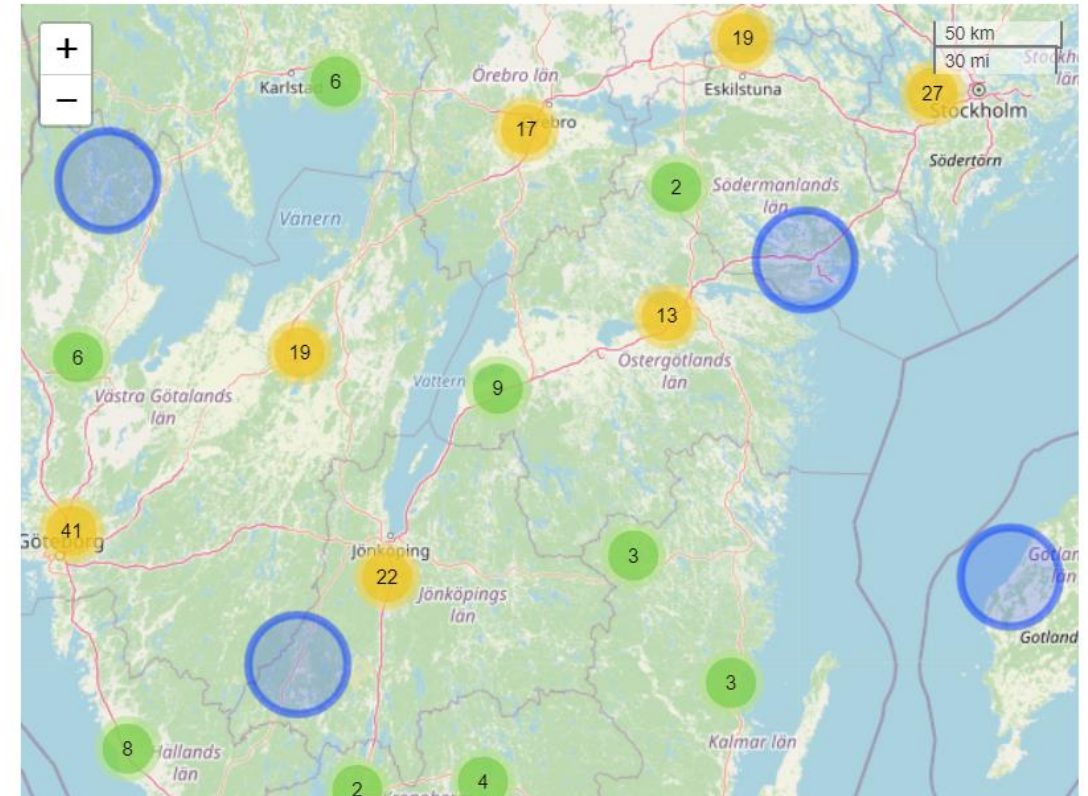 +
−
50 km
30 mi
19
27
6
Karlstad
Örebro län
Eskilstuna
Stockholm
17
Södertörn
2
Södermanlands
län
Vänern
13
19
6
9
Vättern
Östergötlands
län
Västra Götalands
län
41
Göteborg
Jönköping
22
3
Jönköpings
län
Gotlan
län
Gotland
3
Kalmar län
8
Hallands
län
2
4